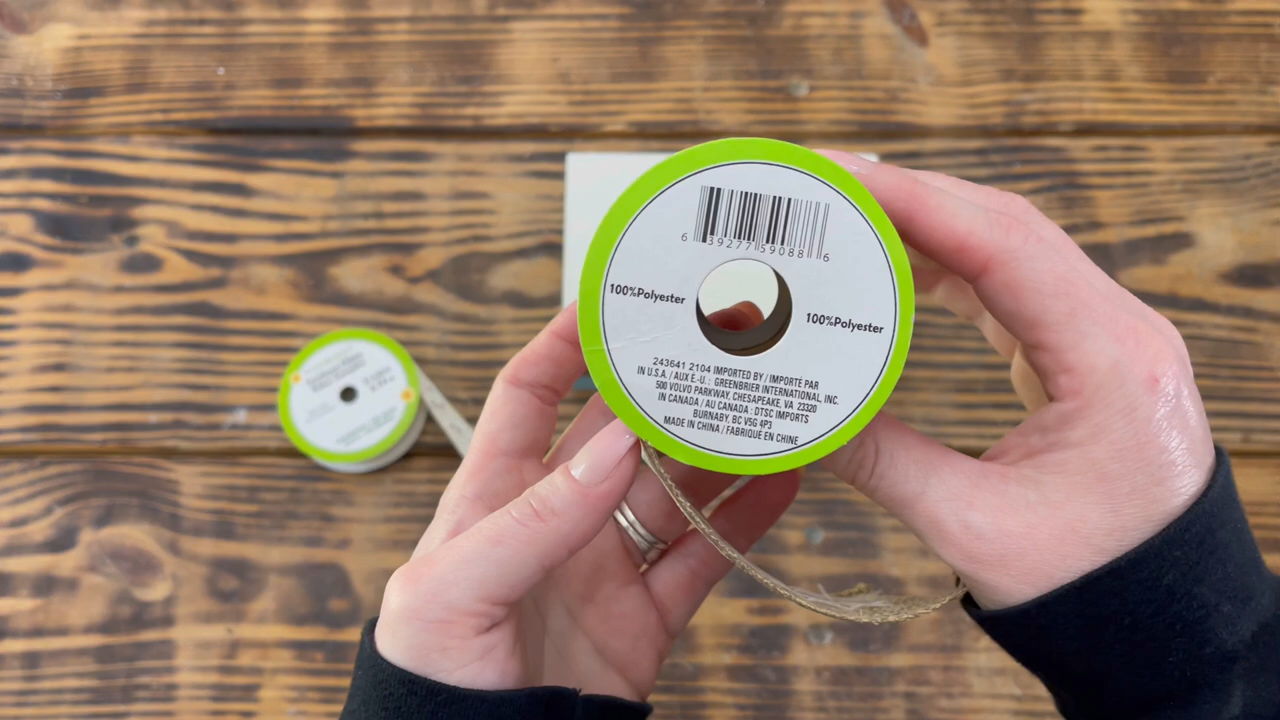 6 39277 59088 6
100%Polyester
100%Polyester
243641 2104 IMPORTED BY / IMPORTÉ PAR
IN U.S.A. / AUX É.-U. : GREENBRIER INTERNATIONAL, INC.
500 VOLVO PARKWAY, CHESAPEAKE, VA 23320
IN CANADA / AU CANADA : DTSC IMPORTS
BURNABY, BC V5G 4P3
MADE IN CHINA / FABRIQUÉ EN CHINE